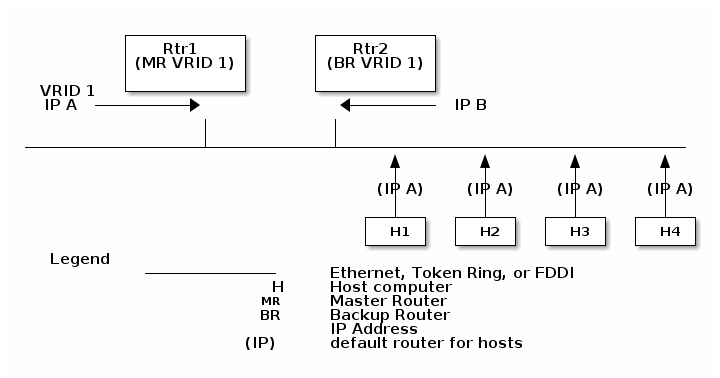 Rtr1 Rtr2
(MR VRID 1) (BR VRID 1)
VRID 1
IP A IP B
(IP A) (IP A) (IP A) (IP A)
H1 H2 H3 H4
Legend
Ethernet, Token Ring, or FDDI
H Host computer
MR Master Router
BR Backup Router
IP Address
(IP) default router for hosts